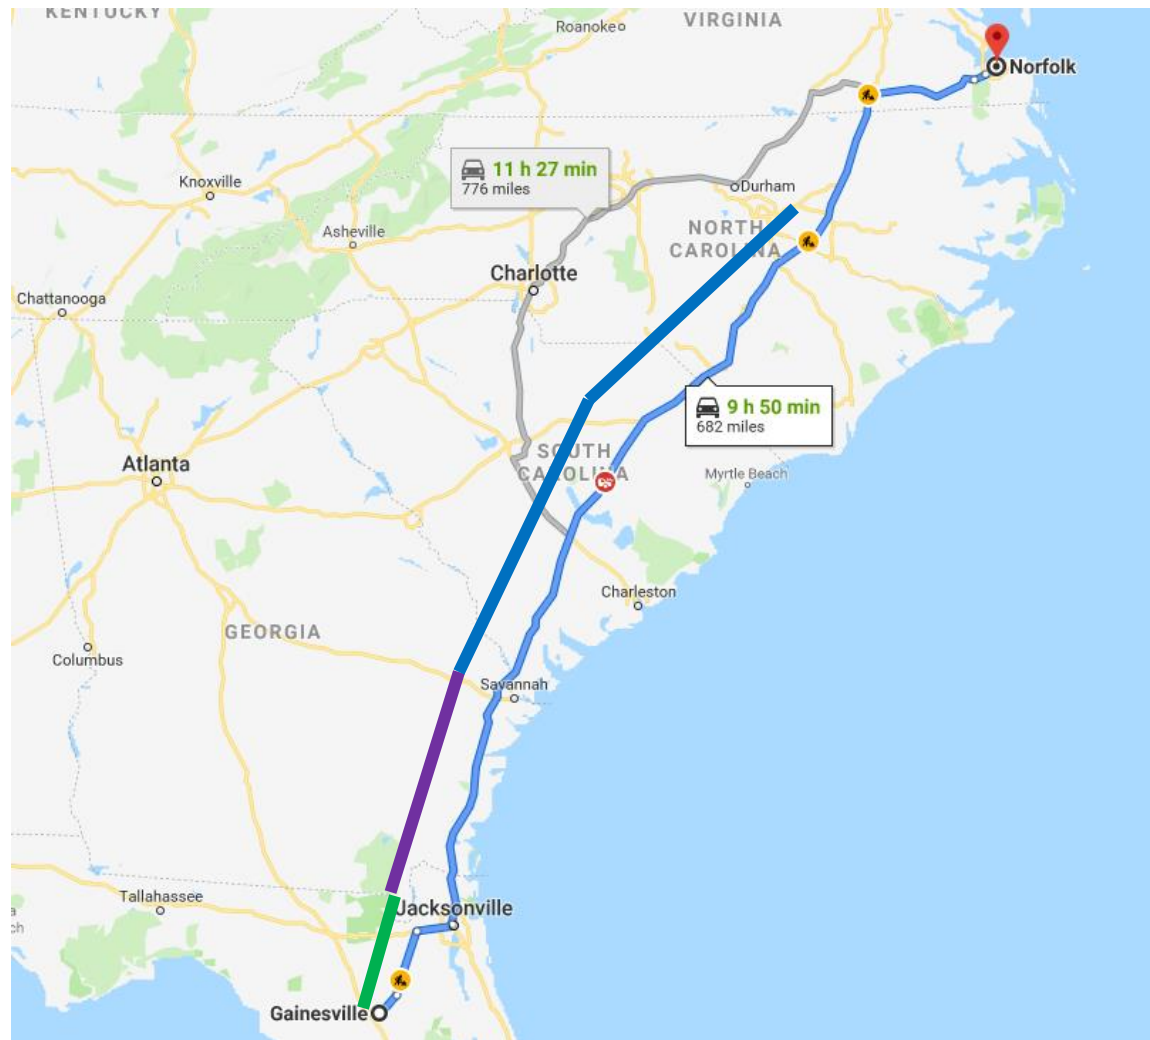 KENTUCKY
VIRGINIA
Roanoke
Norfolk
11 h 27 min
776 miles
Knoxville
Durham
Asheville
NORTH
CAROLINA
Charlotte
Chattanooga
9 h 50 min
682 miles
SOUTH
CAROLINA
Atlanta
Myrtle Beach
Charleston
GEORGIA
Columbus
Savannah
Tallahassee
Jacksonville
a
ch
Gainesville